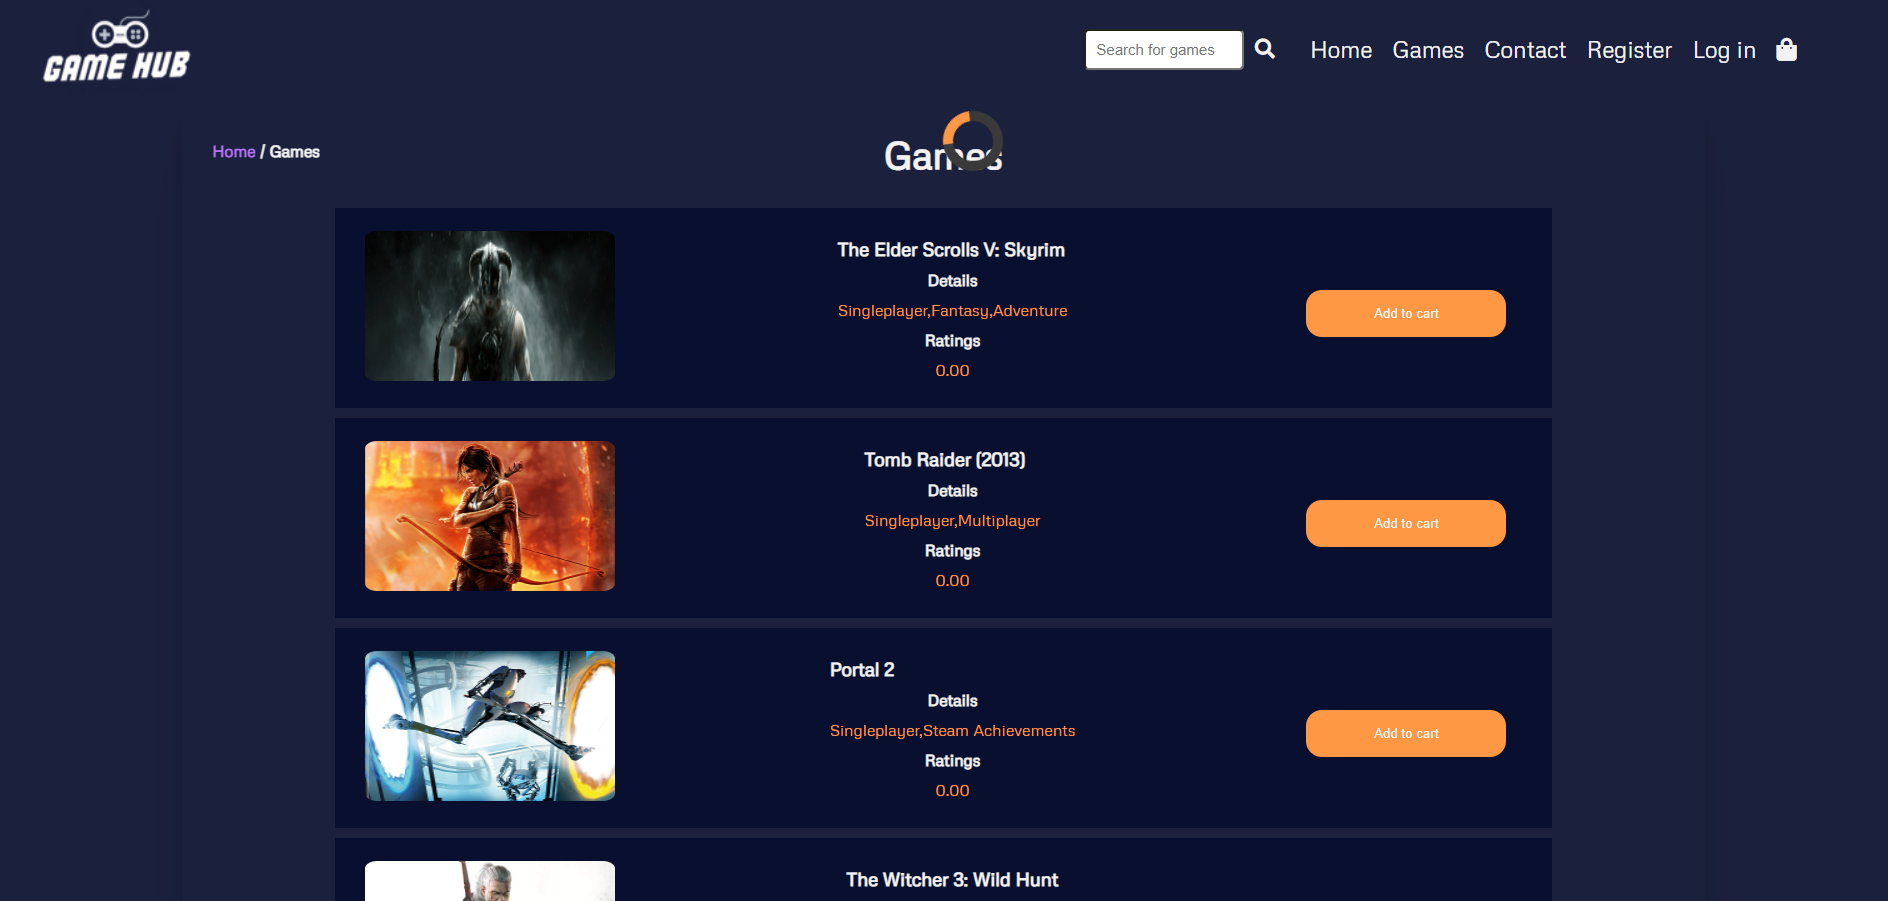 GAME HUB
Search for games
Home Games Contact Register Log in
Home / Games
Games
The Elder Scrolls V: Skyrim
Details
Singleplayer,Fantasy,Adventure
Ratings
0.00
Add to cart
Tomb Raider (2013)
Details
Singleplayer,Multiplayer
Ratings
0.00
Add to cart
Portal 2
Details
Singleplayer,Steam Achievements
Ratings
0.00
Add to cart
The Witcher 3: Wild Hunt